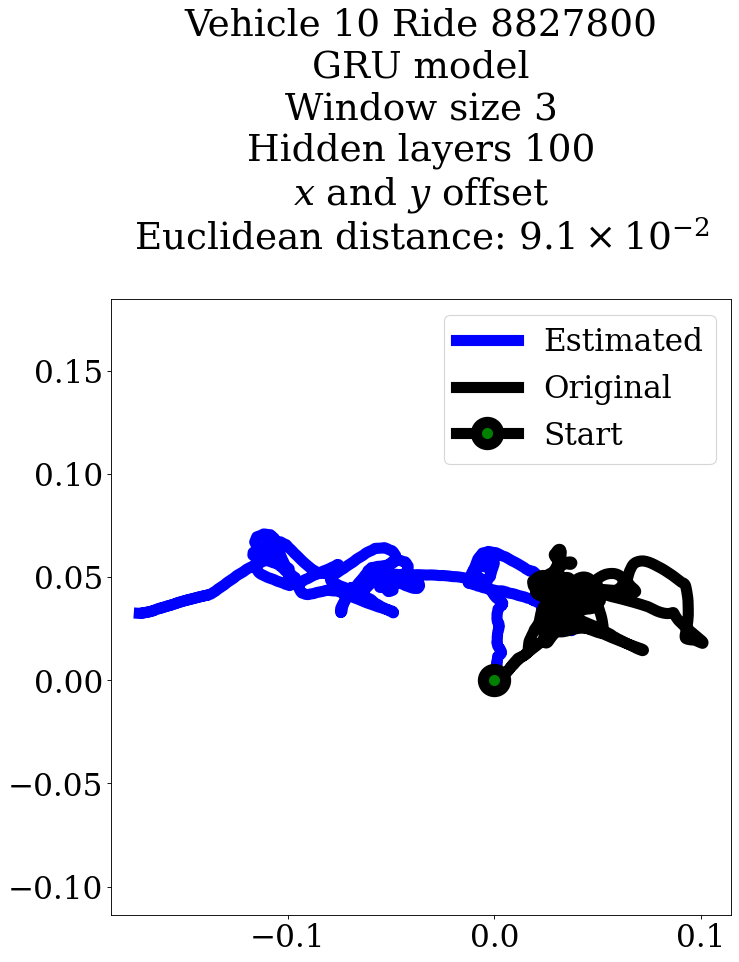 Vehicle 10 Ride 8827800
GRU model
Window size 3
Hidden layers 100
x and y offset
Euclidean distance: 9.1 × 10⁻²
Estimated
Original
Start
0.15
0.10
0.05
0.00
−0.05
−0.10
−0.1
0.0
0.1